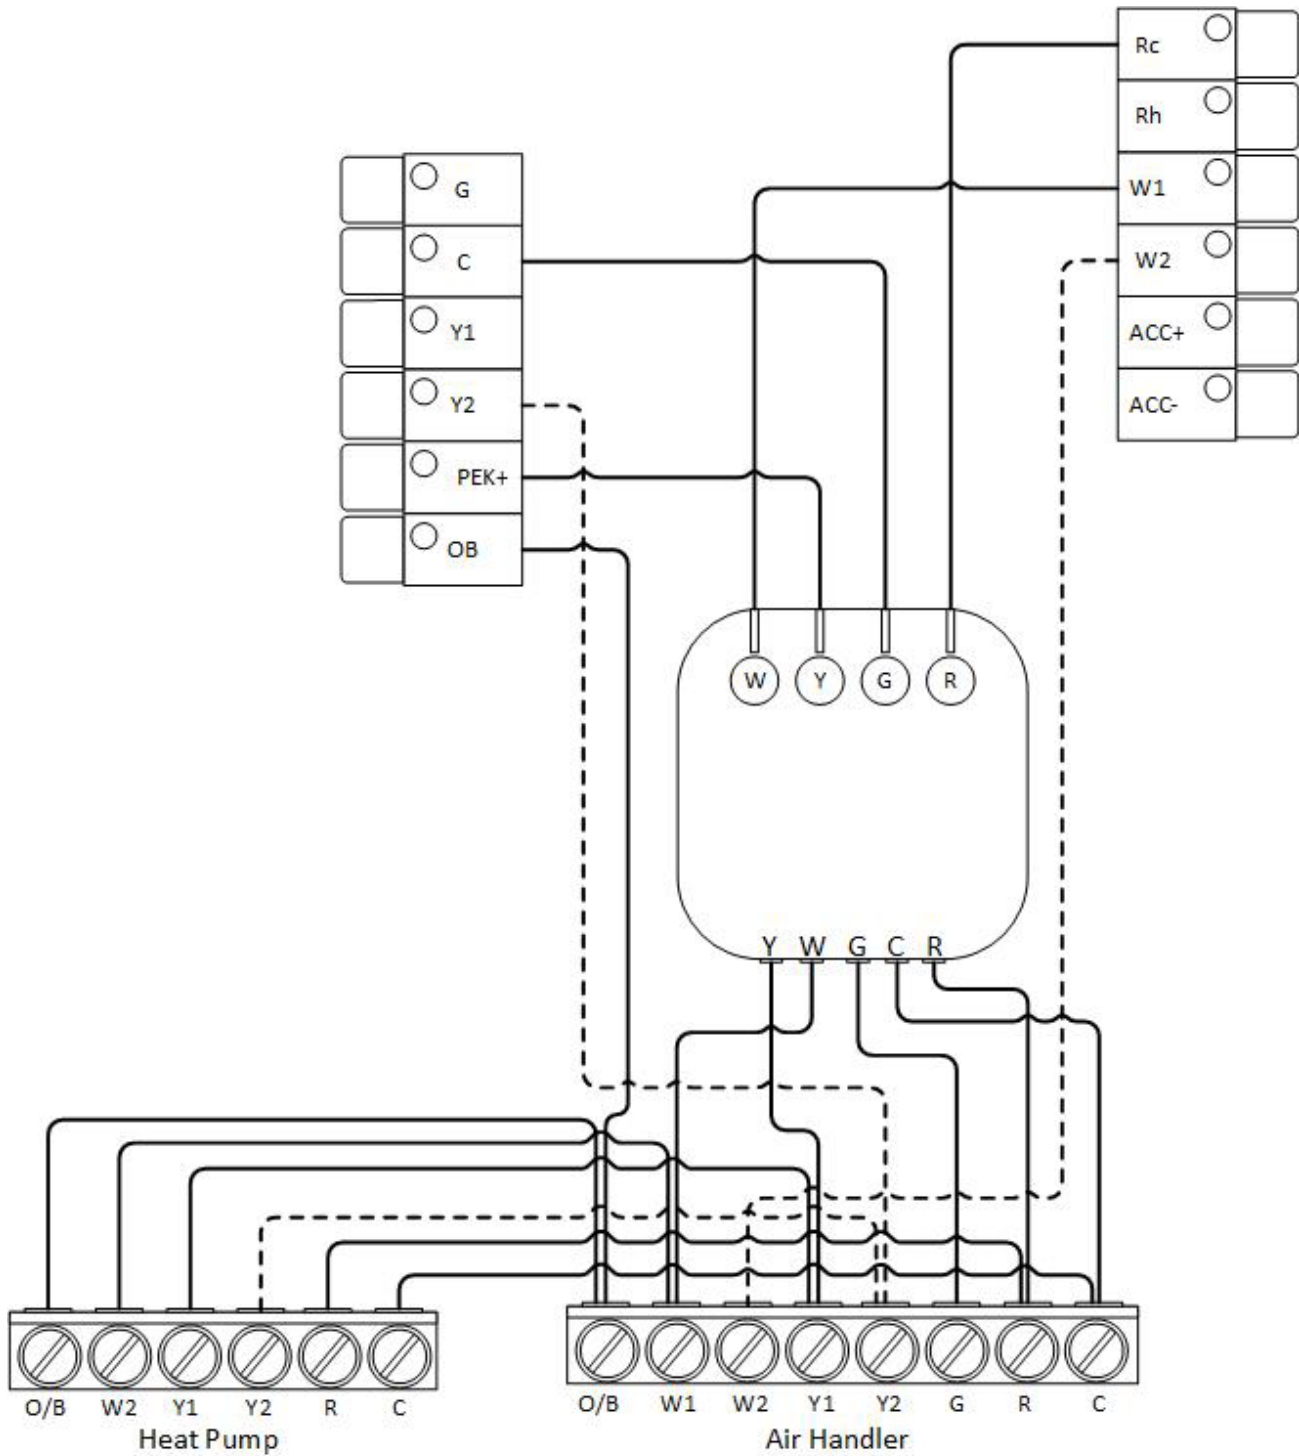 Rc
Rh
W1
W2
ACC+
ACC-
G
C
Y1
Y2
PEK+
OB
W Y G R
Y W G C R
O/B W2 Y1 Y2 R C
Heat Pump
O/B W1 W2 Y1 Y2 G R C
Air Handler